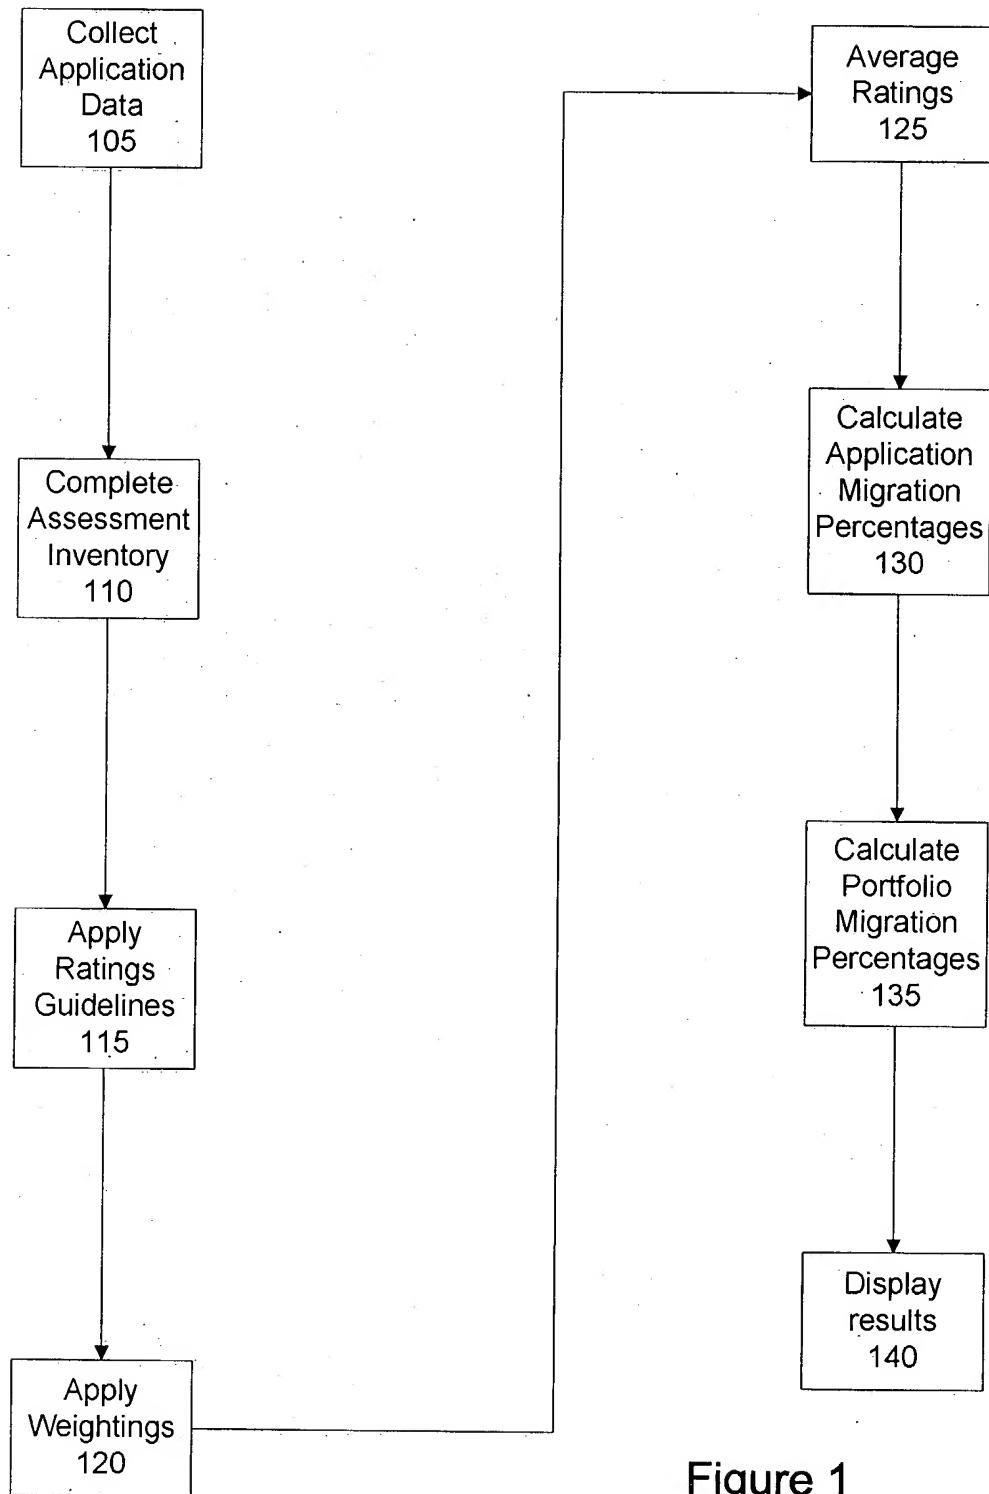 Collect
Application
Data
105
Complete
Assessment
Inventory
110
Apply
Ratings
Guidelines
115
Apply
Weightings
120
Average
Ratings
125
Calculate
Application
Migration
Percentages
130
Calculate
Portfolio
Migration
Percentages
135
Display
results
140
Figure 1